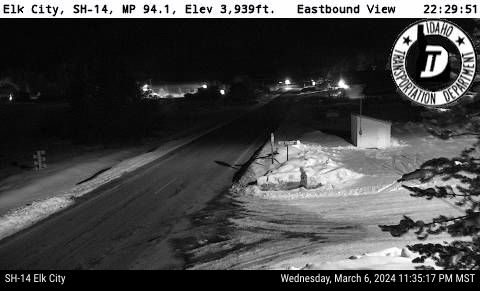 Elk City, SH-14, MP 94.1, Elev 3,939ft. Eastbound View 22:29:51
IDAHO
TRANSPORTATION DEPARTMENT
SH-14 Elk City Wednesday, March 6, 2024 11:35:17 PM MST